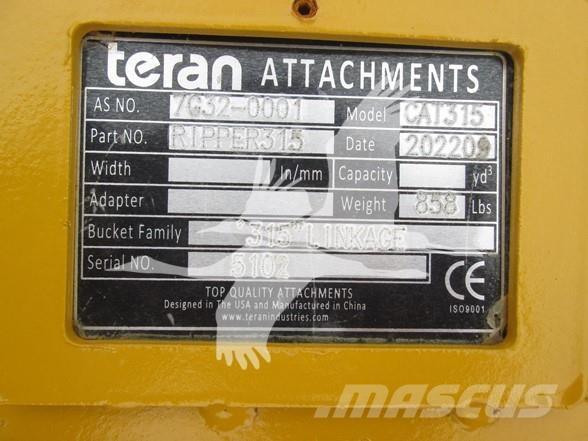 teran ATTACHMENTS
AS NO. 7G32-0001 Model CAT315
Part NO. RIPPER315 Date 202209
Width In/mm Capacity yd³
Adapter Weight 858 Lbs
Bucket Family "315" LINKAGE
Serial NO. 5102
TOP QUALITY ATTACHMENTS
Designed in The USA and Manufactured in China
www.teranindustries.com
CE
ISO9001
MASCUS